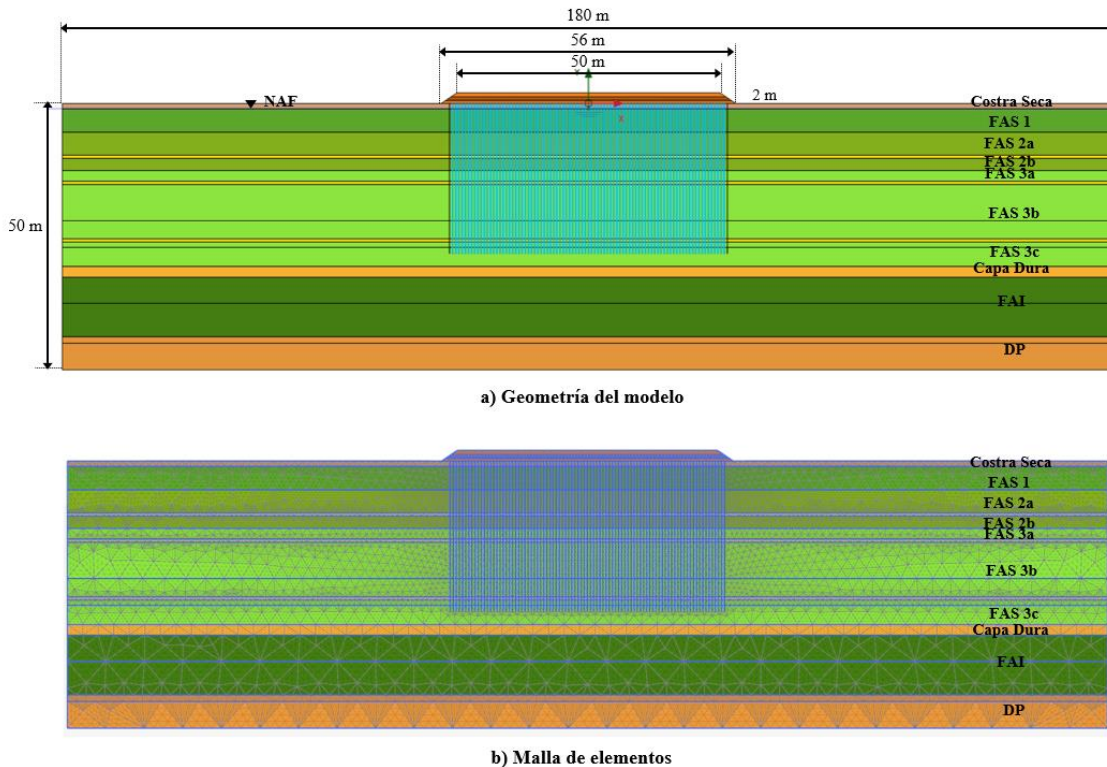 180 m
56 m
50 m
x
2 m
NAF
Costra Seca
FAS 1
FAS 2a
FAS 2b
FAS 3a
50 m
FAS 3b
FAS 3c
Capa Dura
FAI
DP
a) Geometría del modelo
Costra Seca
FAS 1
FAS 2a
FAS 2b
FAS 3a
FAS 3b
FAS 3c
Capa Dura
FAI
DP
b) Malla de elementos